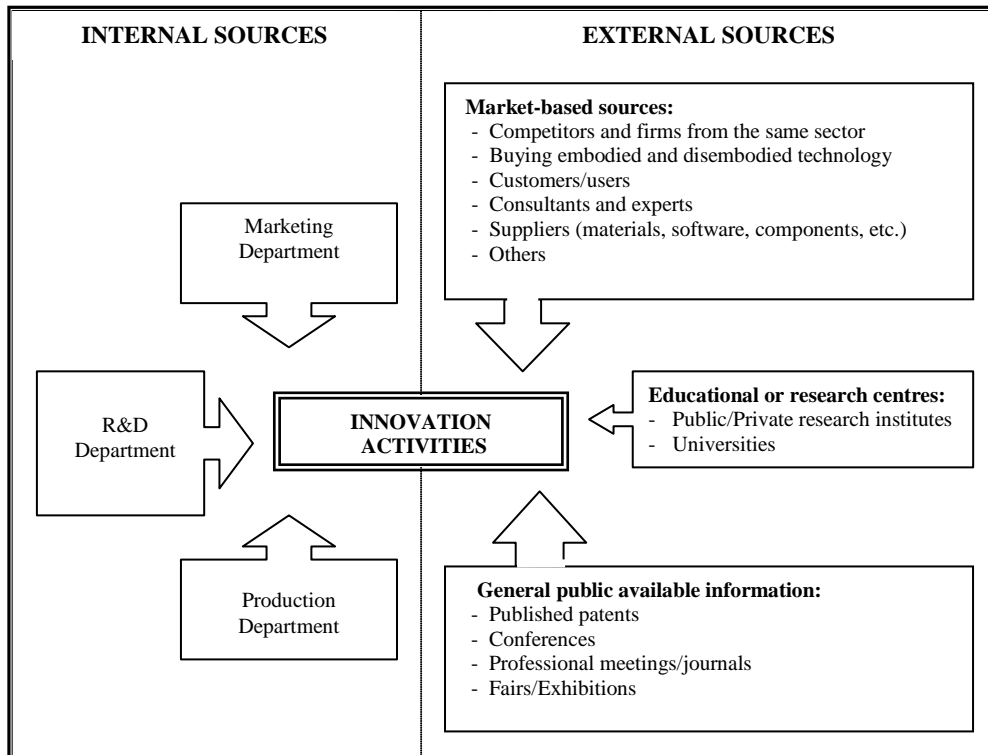 INTERNAL SOURCES
EXTERNAL SOURCES
Market-based sources:
- Competitors and firms from the same sector
- Buying embodied and disembodied technology
- Customers/users
- Consultants and experts
- Suppliers (materials, software, components, etc.)
- Others
Marketing
Department
R&D
Department
INNOVATION
ACTIVITIES
Educational or research centres:
- Public/Private research institutes
- Universities
Production
Department
General public available information:
- Published patents
- Conferences
- Professional meetings/journals
- Fairs/Exhibitions